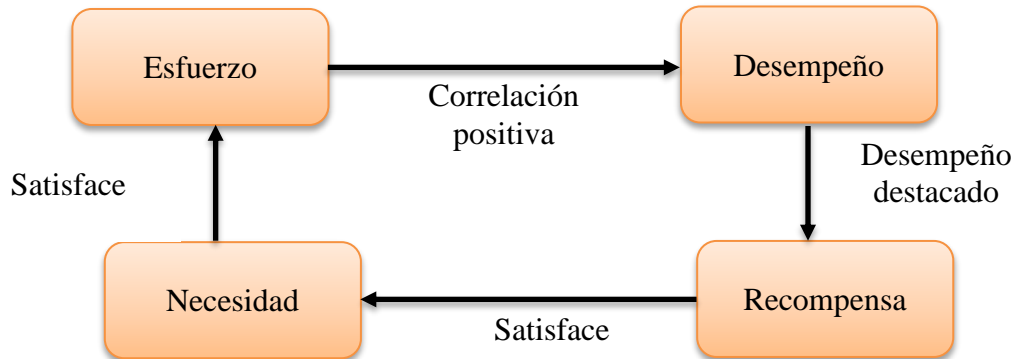 Esfuerzo
Desempeño
Correlación
positiva
Desempeño
destacado
Satisface
Necesidad
Recompensa
Satisface